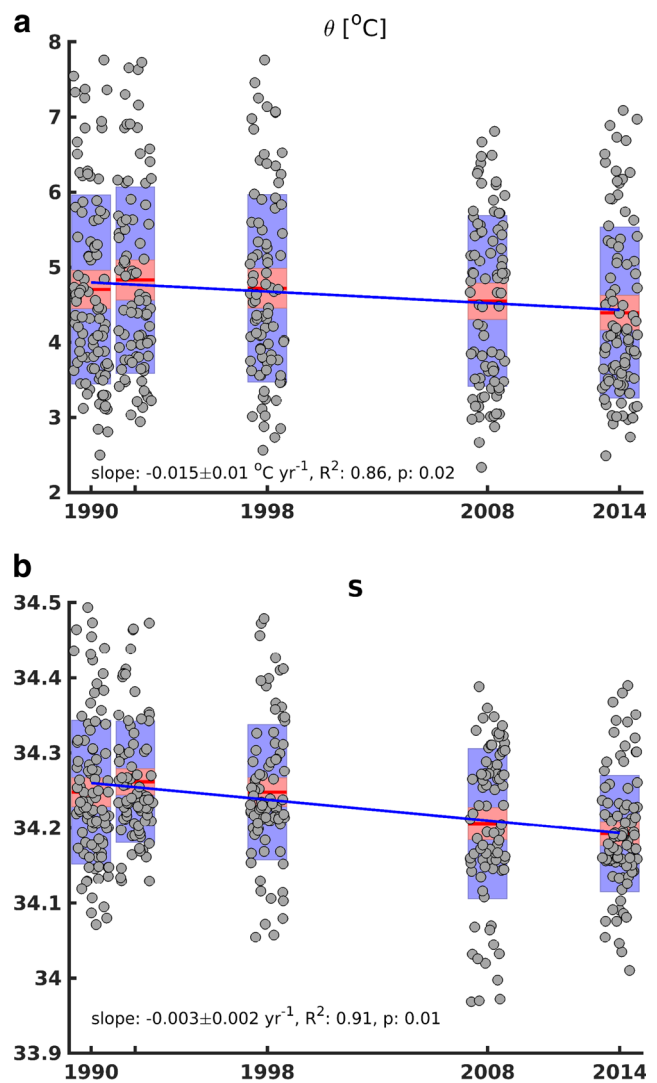 a
θ [°C]
8
7
6
5
4
3
2
slope: -0.015±0.01 °C yr⁻¹, R²: 0.86, p: 0.02
1990 1998 2008 2014
b
S
34.5
34.4
34.3
34.2
34.1
34
33.9
slope: -0.003±0.002 yr⁻¹, R²: 0.91, p: 0.01
1990 1998 2008 2014